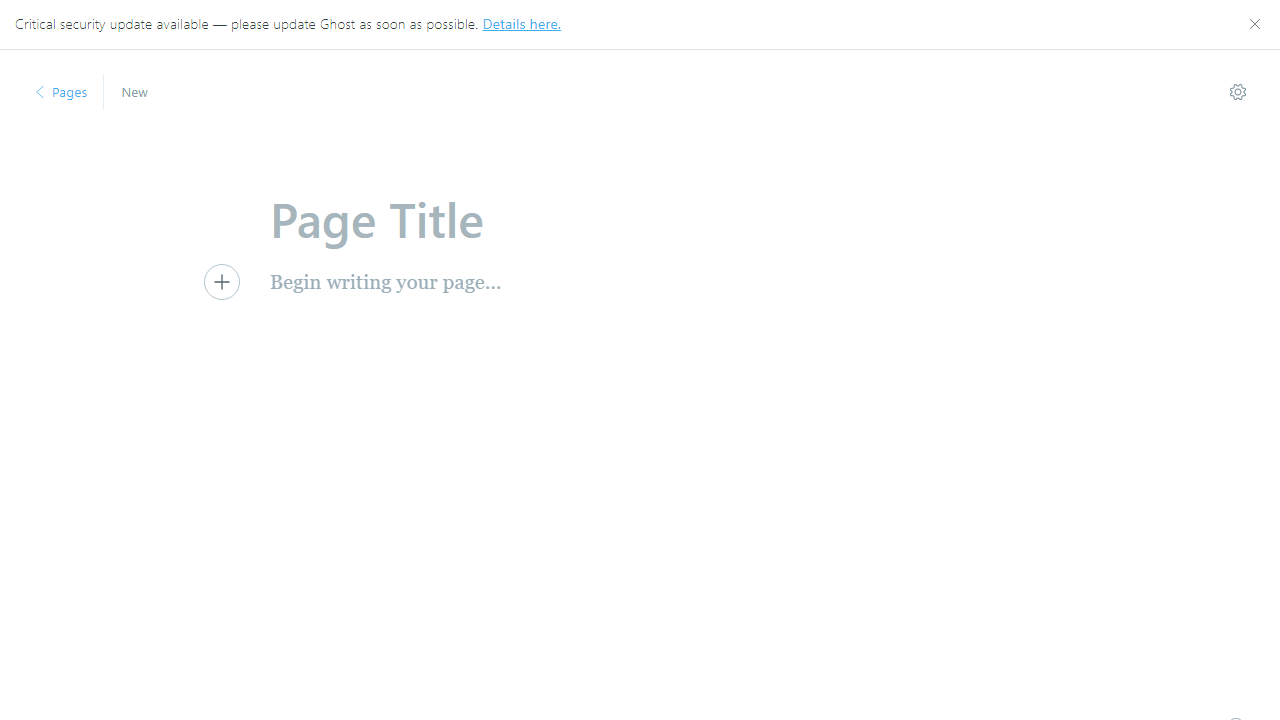 Critical security update available — please update Ghost as soon as possible. Details here.
Pages
New
Page Title
Begin writing your page...